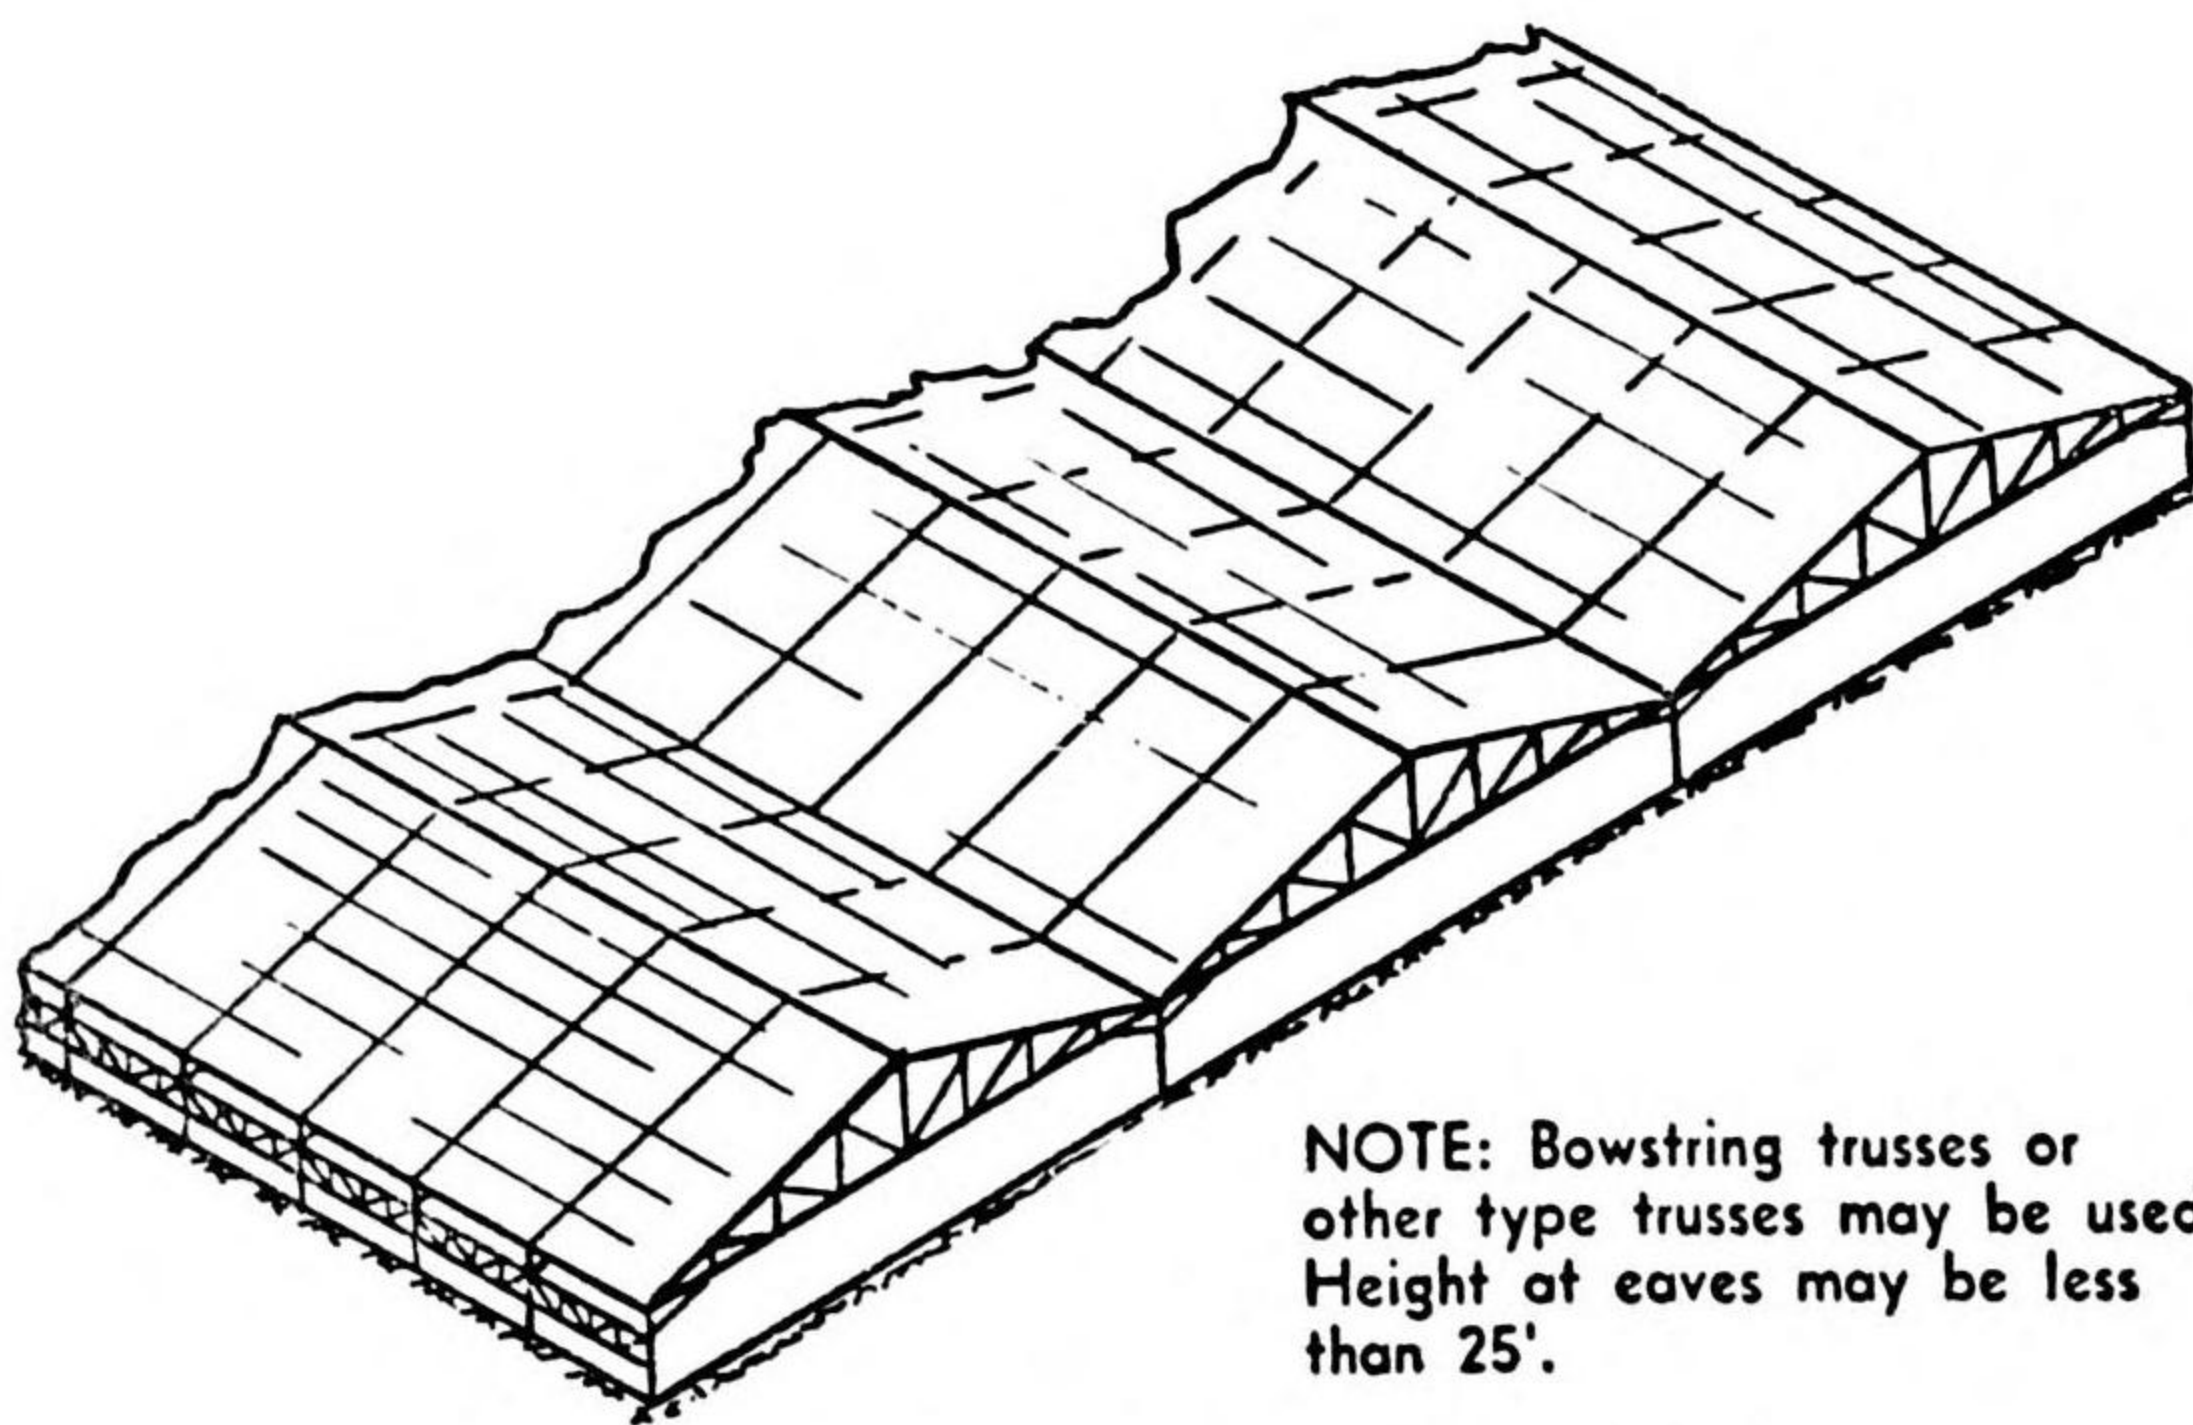 NOTE: Bowstring trusses or
other type trusses may be used
Height at eaves may be less
than 25'.